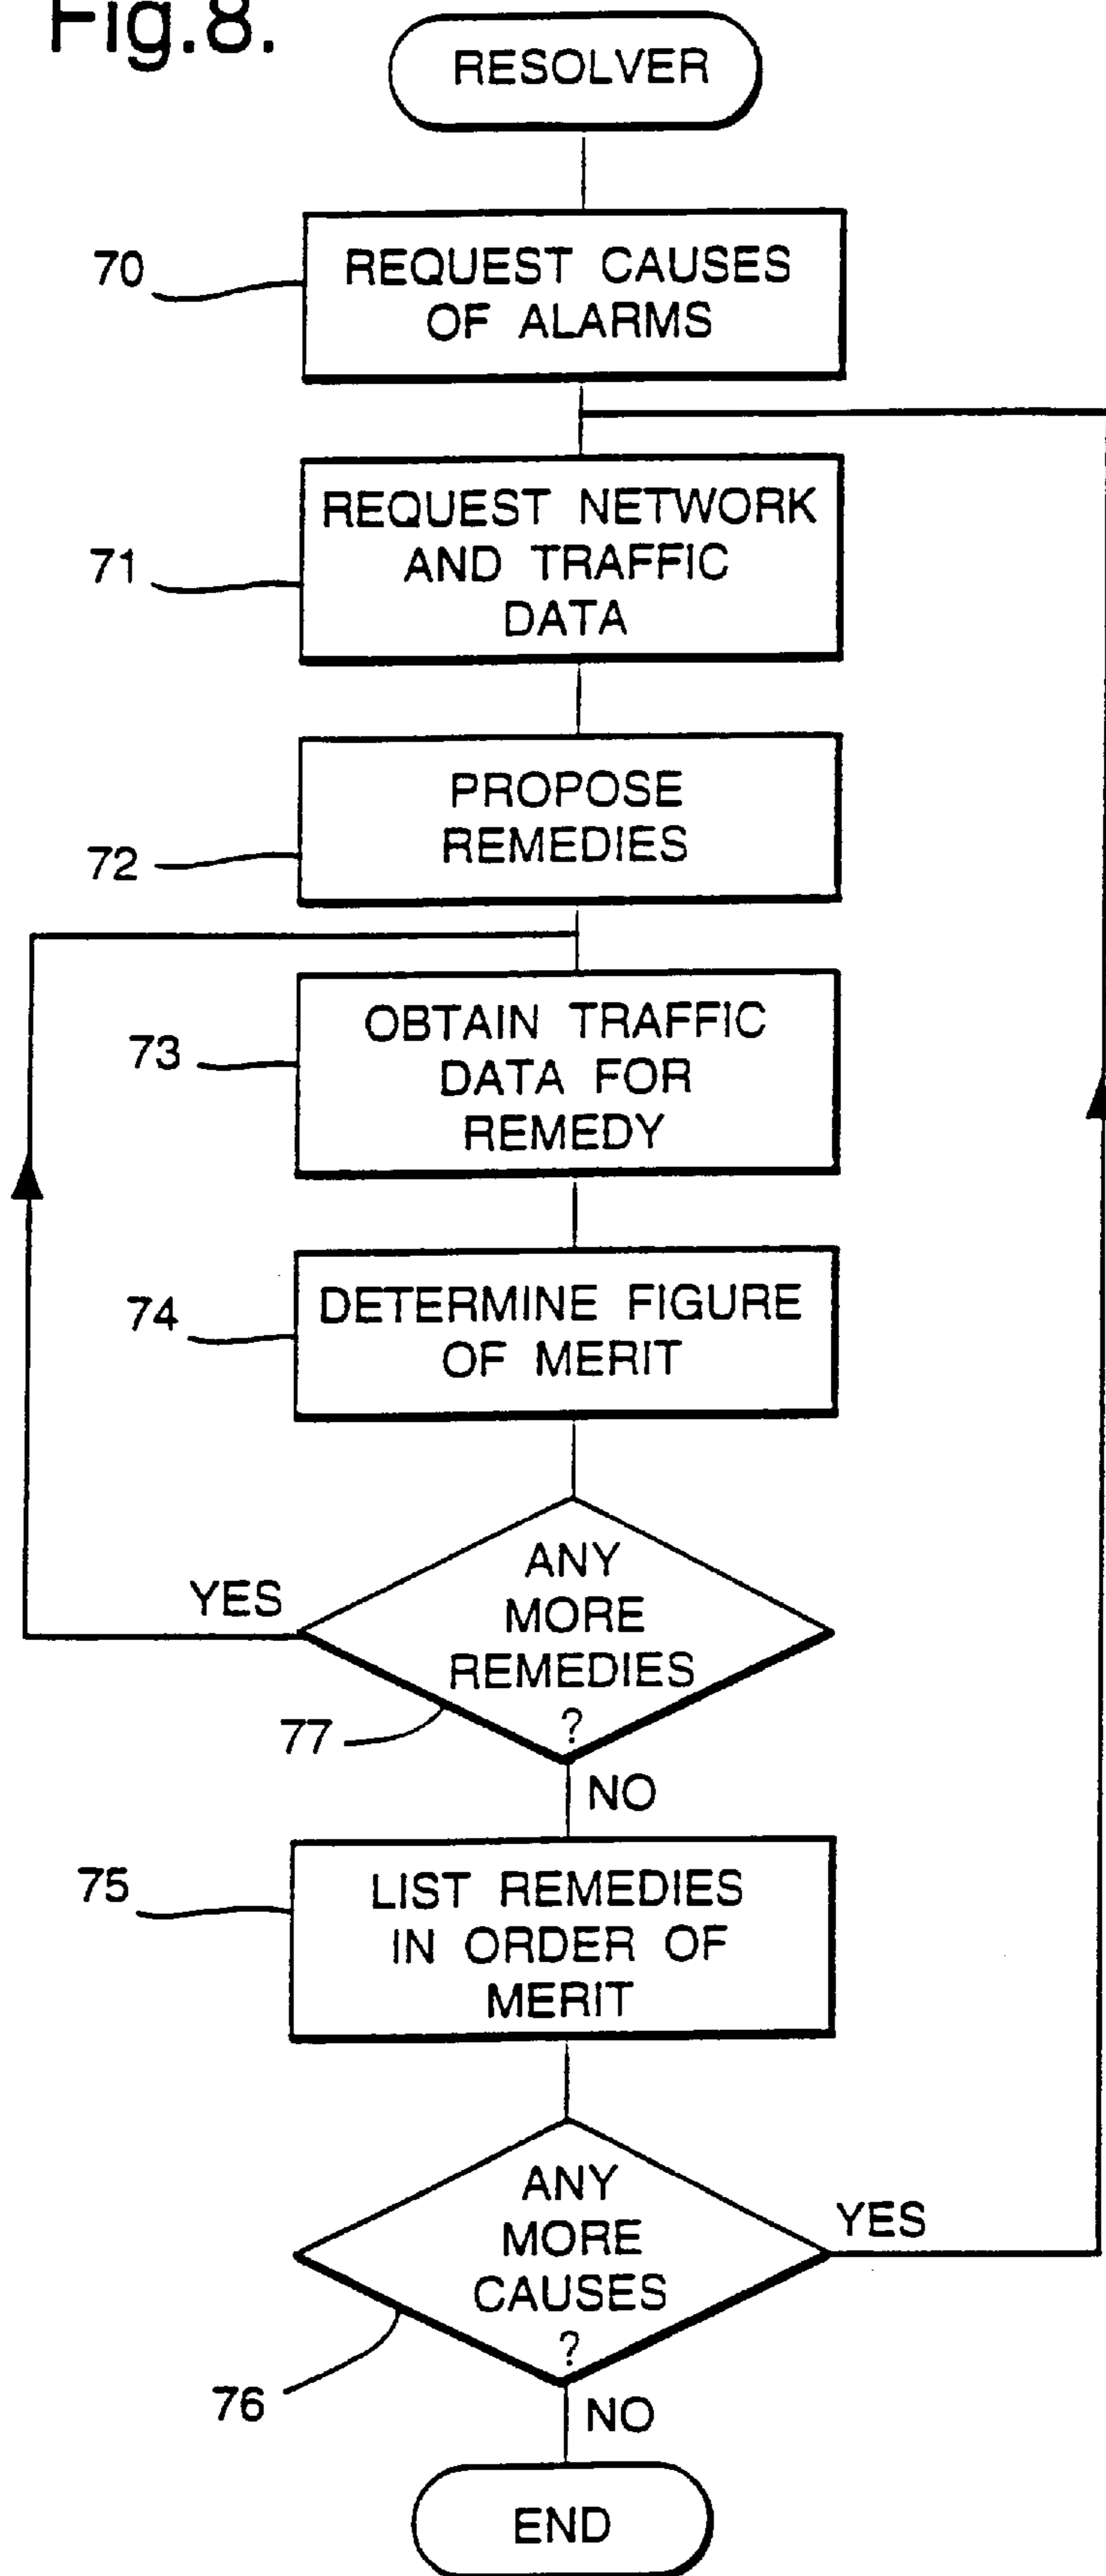 Fig.8.
RESOLVER
70
REQUEST CAUSES
OF ALARMS
71
REQUEST NETWORK
AND TRAFFIC
DATA
72
PROPOSE
REMEDIES
73
OBTAIN TRAFFIC
DATA FOR
REMEDY
74
DETERMINE FIGURE
OF MERIT
YES
ANY
MORE
REMEDIES
?
77
NO
75
LIST REMEDIES
IN ORDER OF
MERIT
ANY
MORE
CAUSES
?
YES
76
NO
END